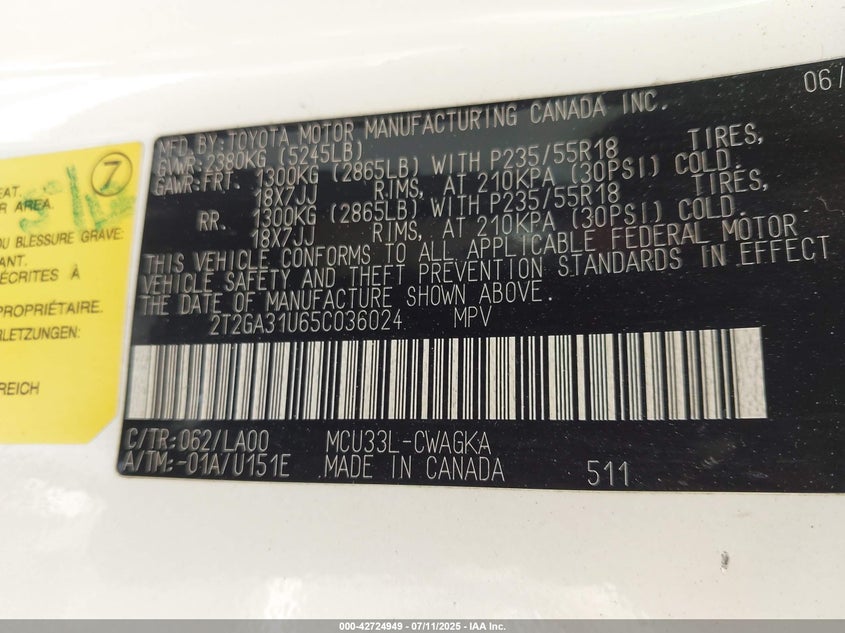 06/
MFD. BY: TOYOTA MOTOR MANUFACTURING CANADA INC.
GVWR: 2380KG (5245LB)
GAWR: FRT. 1300KG (2865LB) WITH P235/55R18 TIRES,
18X7JJ RIMS, AT 210KPA (30PSI) COLD.
RR. 1300KG (2865LB) WITH P235/55R18 TIRES,
18X7JJ RIMS, AT 210KPA (30PSI) COLD.
THIS VEHICLE CONFORMS TO ALL APPLICABLE FEDERAL MOTOR
VEHICLE SAFETY AND THEFT PREVENTION STANDARDS IN EFFECT
THE DATE OF MANUFACTURE SHOWN ABOVE.
2T2GA31U65C036024 MPV
C/TR: 062/LA00 MCU33L-CWAGKA
A/TM: -01A/U151E MADE IN CANADA 511
7
EAT.
R AREA.
OU BLESSURE GRAVE:
ANT.
DÉCRITES À
PROPRIÉTAIRE.
RLETZUNGEN:
REICH
000-42724949 - 07/11/2025 - IAA Inc.